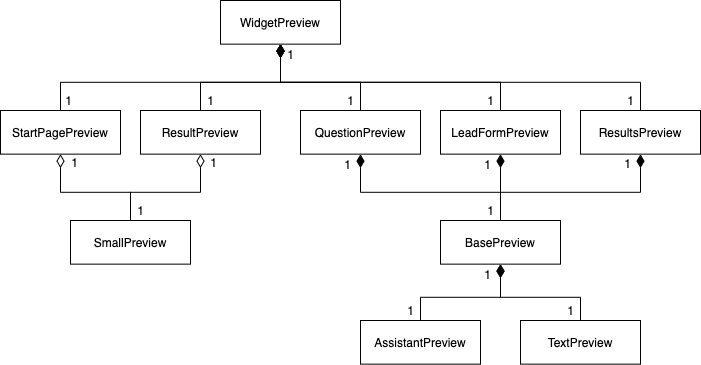 WidgetPreview
1
1
1
1
1
1
StartPagePreview
ResultPreview
QuestionPreview
LeadFormPreview
ResultsPreview
1
1
1
1
1
1
1
SmallPreview
BasePreview
1
1
1
AssistantPreview
TextPreview